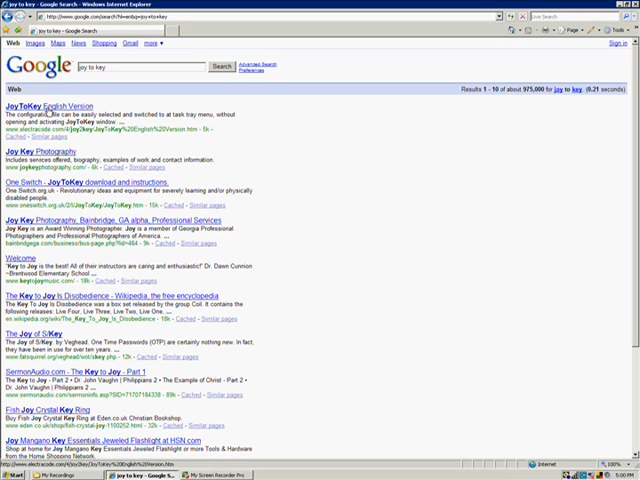 joy to key - Google Search - Windows Internet Explorer
http://www.google.com/search?hl=en&q=joy+to+key
Live Search
joy to key - Google Search
Page
Tools
Web Images Maps News Shopping Gmail more ▼
Sign in
Google
joy to key
Search
Advanced Search
Preferences
Web
Results 1 - 10 of about 975,000 for joy to key. (0.21 seconds)
JoyToKey English Version
The configuration file can be easily selected and switched to at task tray menu, without
opening and activating JoyToKey window. ...
www.electracode.com/4/joy2key/JoyToKey%20English%20Version.htm - 5k -
Cached - Similar pages
Joy Key Photography
Includes services offered, biography, examples of work and contact information.
www.joykeyphotography.com/ - 6k - Cached - Similar pages
One Switch - JoyToKey download and instructions.
One Switch.org.uk - Revolutionary ideas and equipment for severely learning and/or physically
disabled people.
www.oneswitch.org.uk/2/I/JoyToKey/JoyToKey.htm - 15k - Cached - Similar pages
Joy Key Photography, Bainbridge, GA alpha, Professional Services
Joy Key is an Award Winning Photographer. Joy is a member of Georgia Professional
Photographers and Professional Photographers of America. ...
bainbridgega.com/business/bus-page.php?id=464 - 9k - Cached - Similar pages
Welcome
"Key to Joy is the best! All of their instructors are caring and enthusiastic!" Dr. Dawn Cunnion
~Brentwood Elementary School ...
www.keytojoymusic.com/ - 18k - Cached - Similar pages
The Key to Joy Is Disobedience - Wikipedia, the free encyclopedia
The Key To Joy Is Disobedience was a box set released by the group Coil. It contains the
following releases: Live Four, Live Three, Live Two, Live One. ...
en.wikipedia.org/wiki/The_Key_To_Joy_Is_Disobedience - 18k - Cached - Similar pages
The Joy of S/Key
The Joy of S/Key. by Veghead. One Time Passwords (OTP) are certainly nothing new. In fact,
they have been in use for over ten years. ...
www.fatsquirrel.org/veghead/wot/skey.php - 12k - Cached - Similar pages
SermonAudio.com - The Key to Joy - Part 1
The Key to Joy - Part 2 • Dr. John Vaughn | Philippians 2 • The Example of Christ - Part 2
• Dr. John Vaughn | Philippians 2 ...
www.sermonaudio.com/sermoninfo.asp?SID=71707184338 - 89k - Cached - Similar pages
Fish Joy Crystal Key Ring
Buy Fish Joy Crystal Key Ring at Eden.co.uk Christian Bookshop.
www.eden.co.uk/shop/fish-crystal-joy-1100252.html - 32k - Cached - Similar pages
Joy Mangano Key Essentials Jeweled Flashlight at HSN.com
Shop at home for Joy Mangano Key Essentials Jeweled Flashlight or more Tools & Hardware
from the Home Shopping Network.
http://www.electracode.com/4/joy2key/JoyToKey%20English%20Version.htm
Internet
100%
Start
My Recordings
joy to key - Google S...
My Screen Recorder Pro
5:00 PM